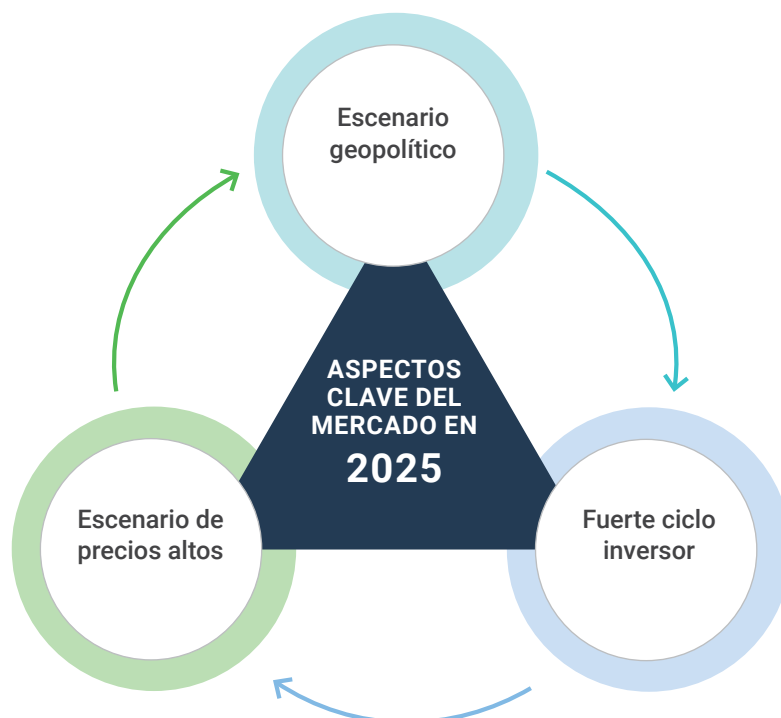 Escenario
geopolítico
ASPECTOS
CLAVE DEL
MERCADO EN
2025
Escenario de
precios altos
Fuerte ciclo
inversor